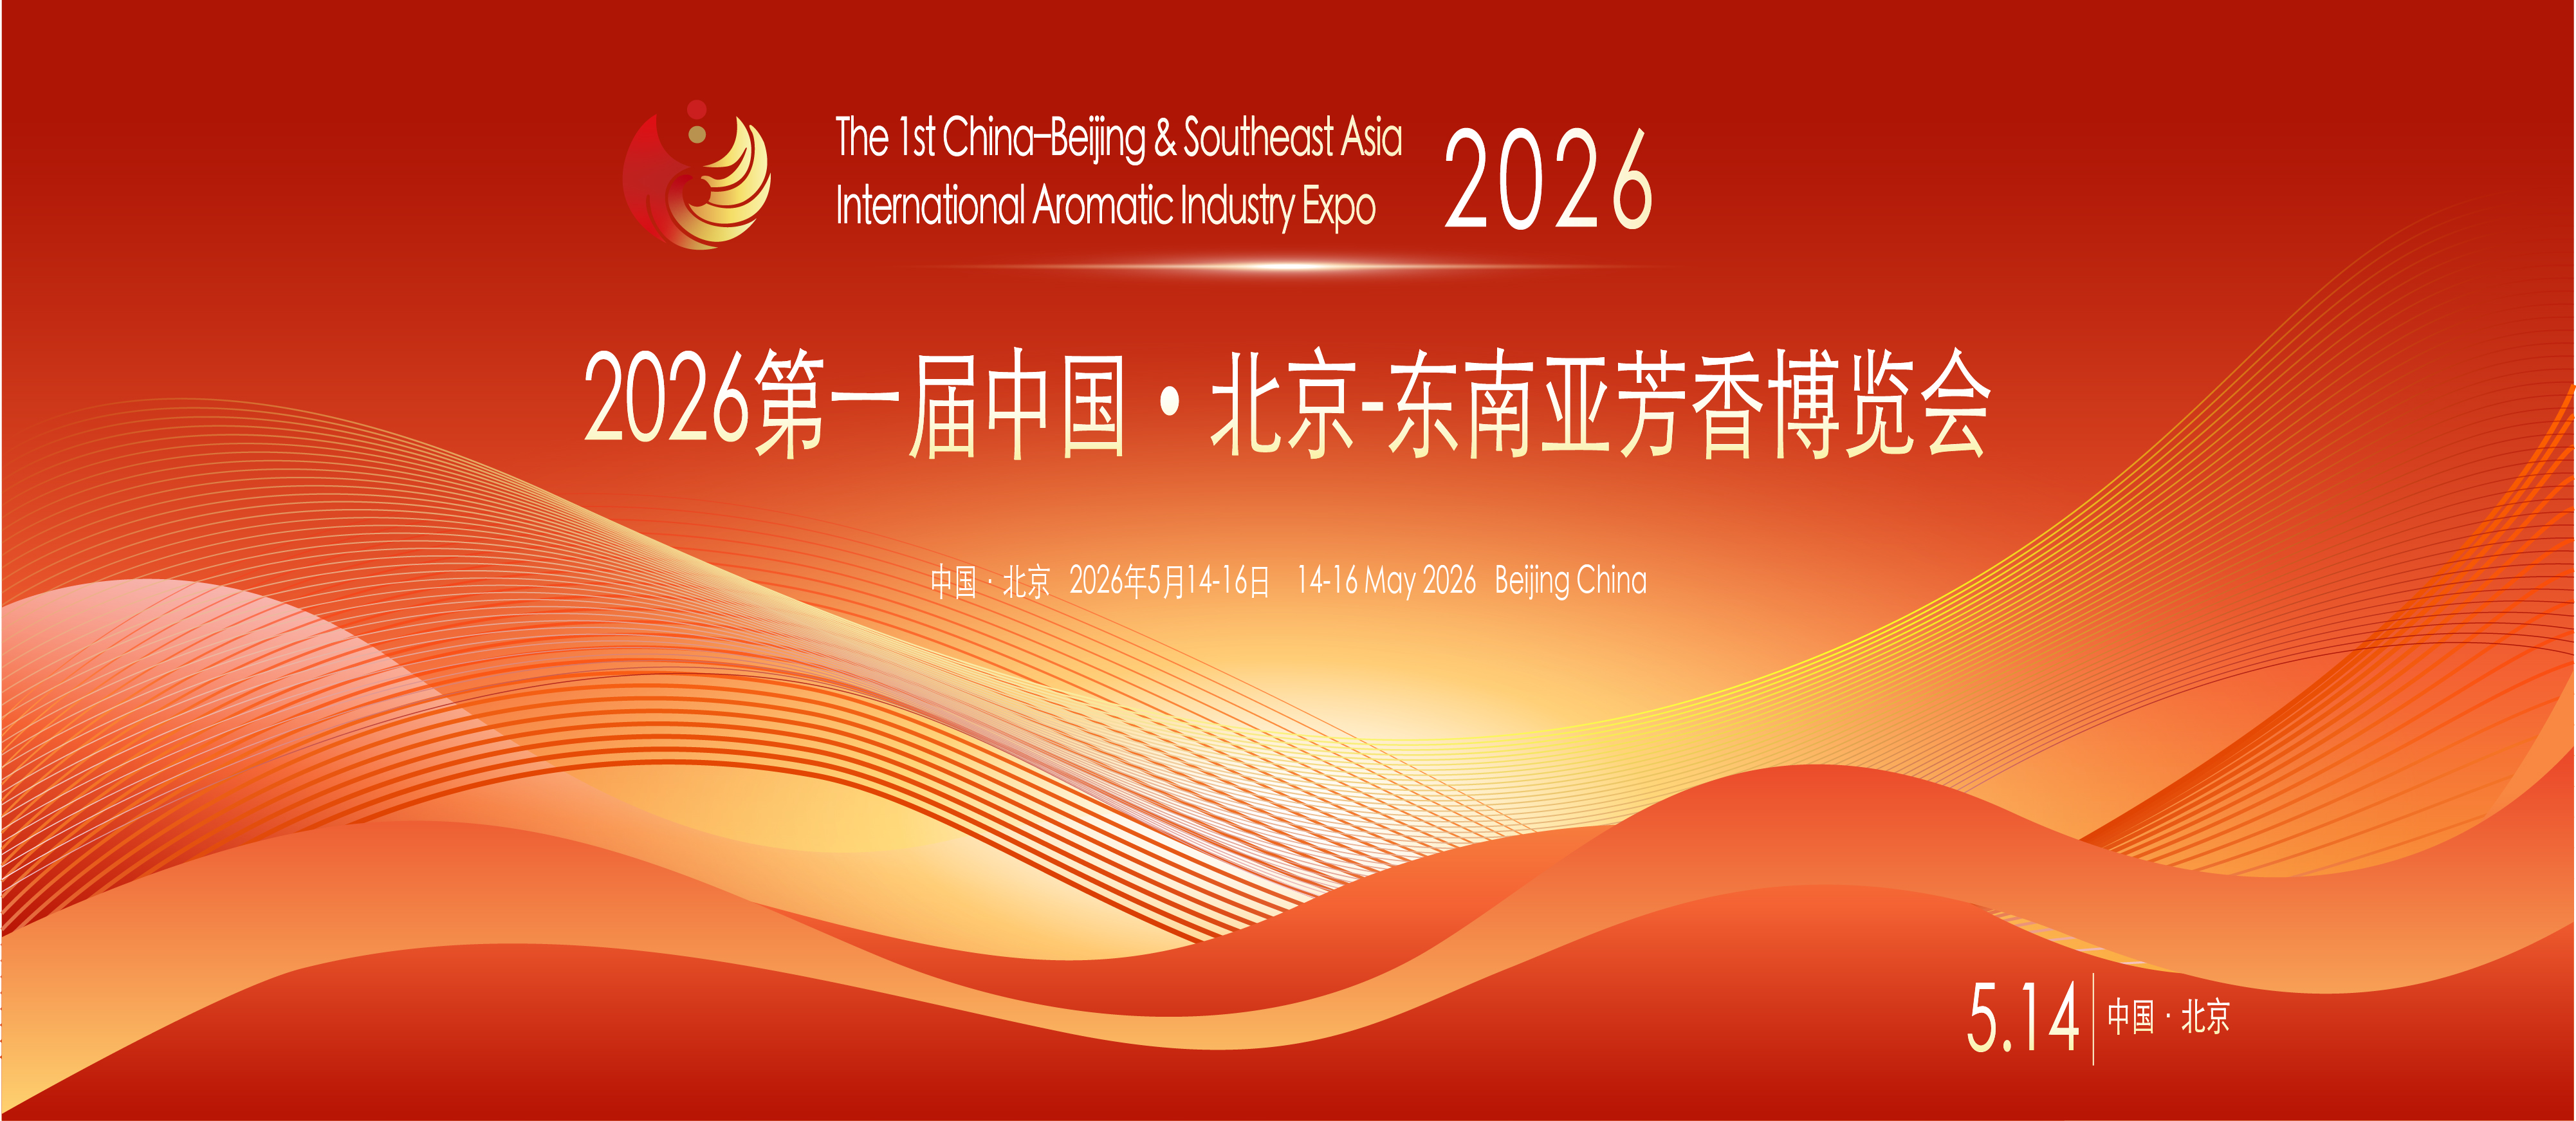 The 1st China–Beijing & Southeast Asia
International Aromatic Industry Expo
2026
2026第一届中国·北京-东南亚芳香博览会
中国·北京 2026年5月14-16日 14-16 May 2026 Beijing China
5.14 中国·北京